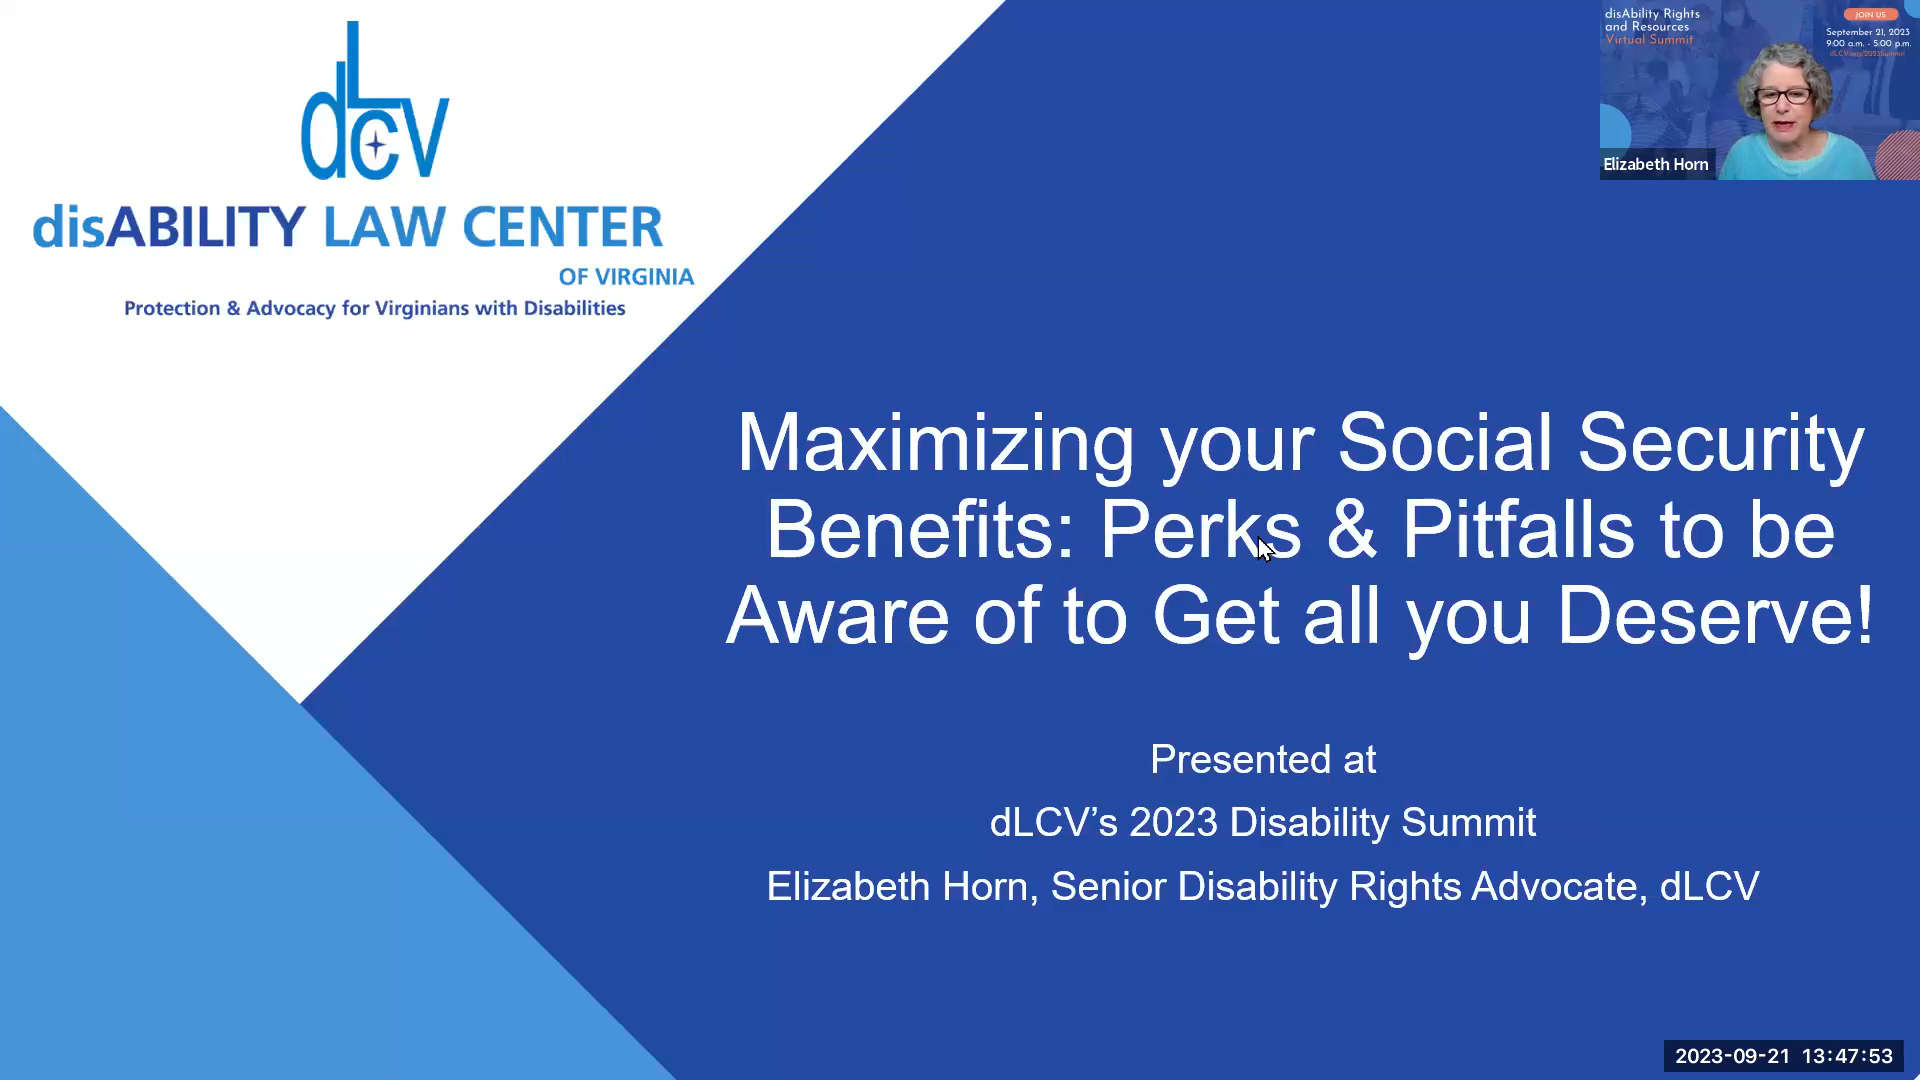 dLCV
disABILITY LAW CENTER
OF VIRGINIA
Protection & Advocacy for Virginians with Disabilities
disAbility Rights
and Resources
Virtual Summit
JOIN US
September 21, 2023
9:00 a.m. - 5:00 p.m.
Elizabeth Horn
Maximizing your Social Security
Benefits: Perks & Pitfalls to be
Aware of to Get all you Deserve!
Presented at
dLCV’s 2023 Disability Summit
Elizabeth Horn, Senior Disability Rights Advocate, dLCV
2023-09-21 13:47:53